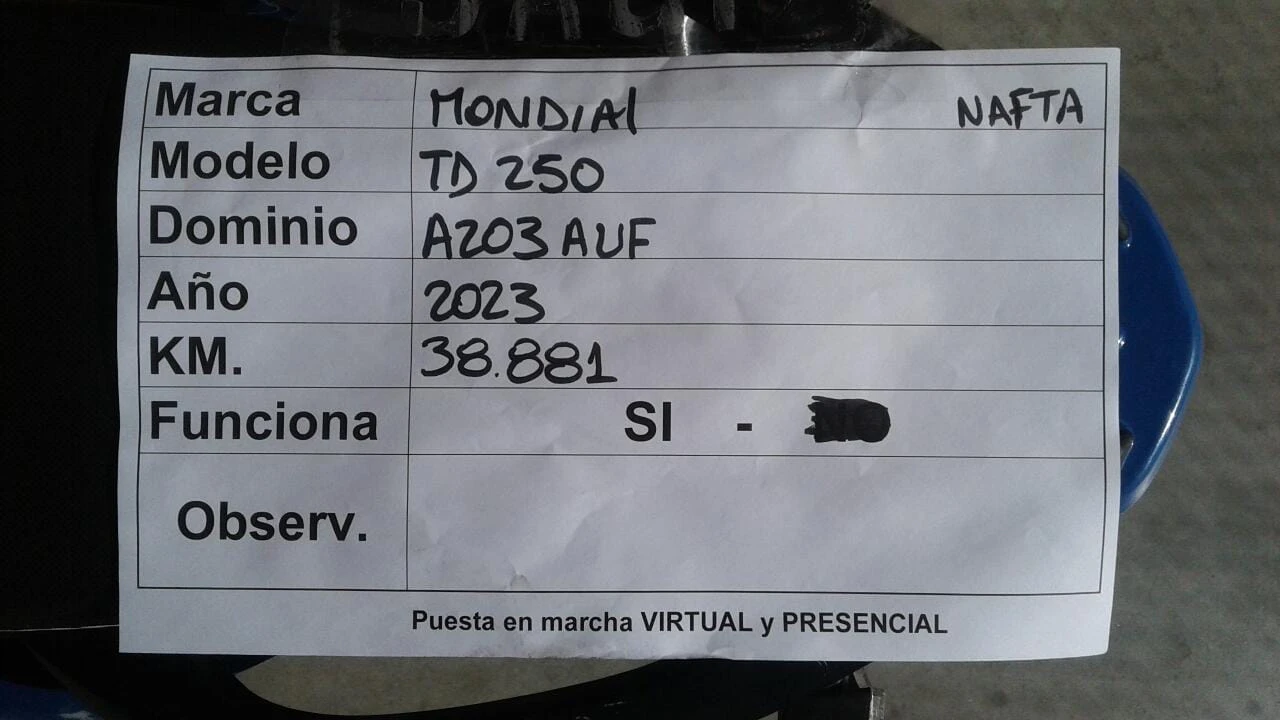 Marca MONDIAL NAFTA
Modelo TD 250
Dominio A203AUF
Año 2023
KM. 38.881
Funciona SI -
Observ.
Puesta en marcha VIRTUAL y PRESENCIAL